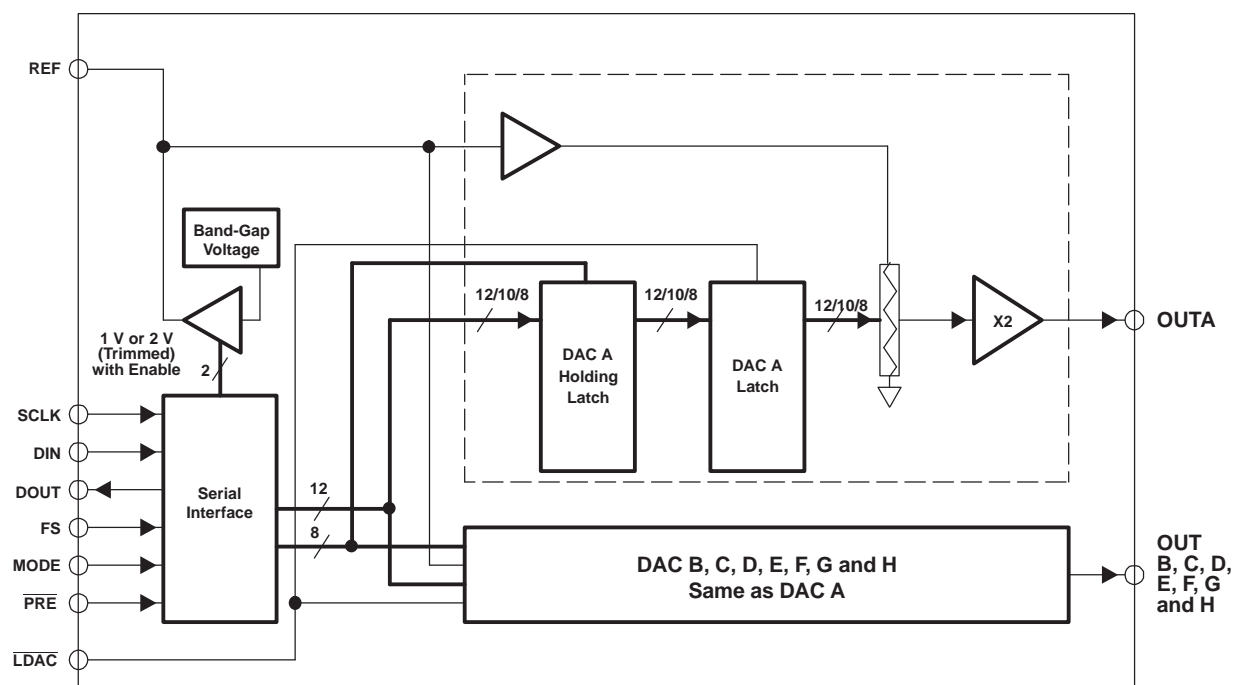 REF
Band-Gap
Voltage
1 V or 2 V
(Trimmed)
with Enable
2
SCLK
DIN
DOUT
FS
MODE
PRE
LDAC
Serial
Interface
12
8
12/10/8
DAC A
Holding
Latch
12/10/8
DAC A
Latch
12/10/8
X2
OUTA
DAC B, C, D, E, F, G and H
Same as DAC A
OUT
B, C, D,
E, F, G
and H